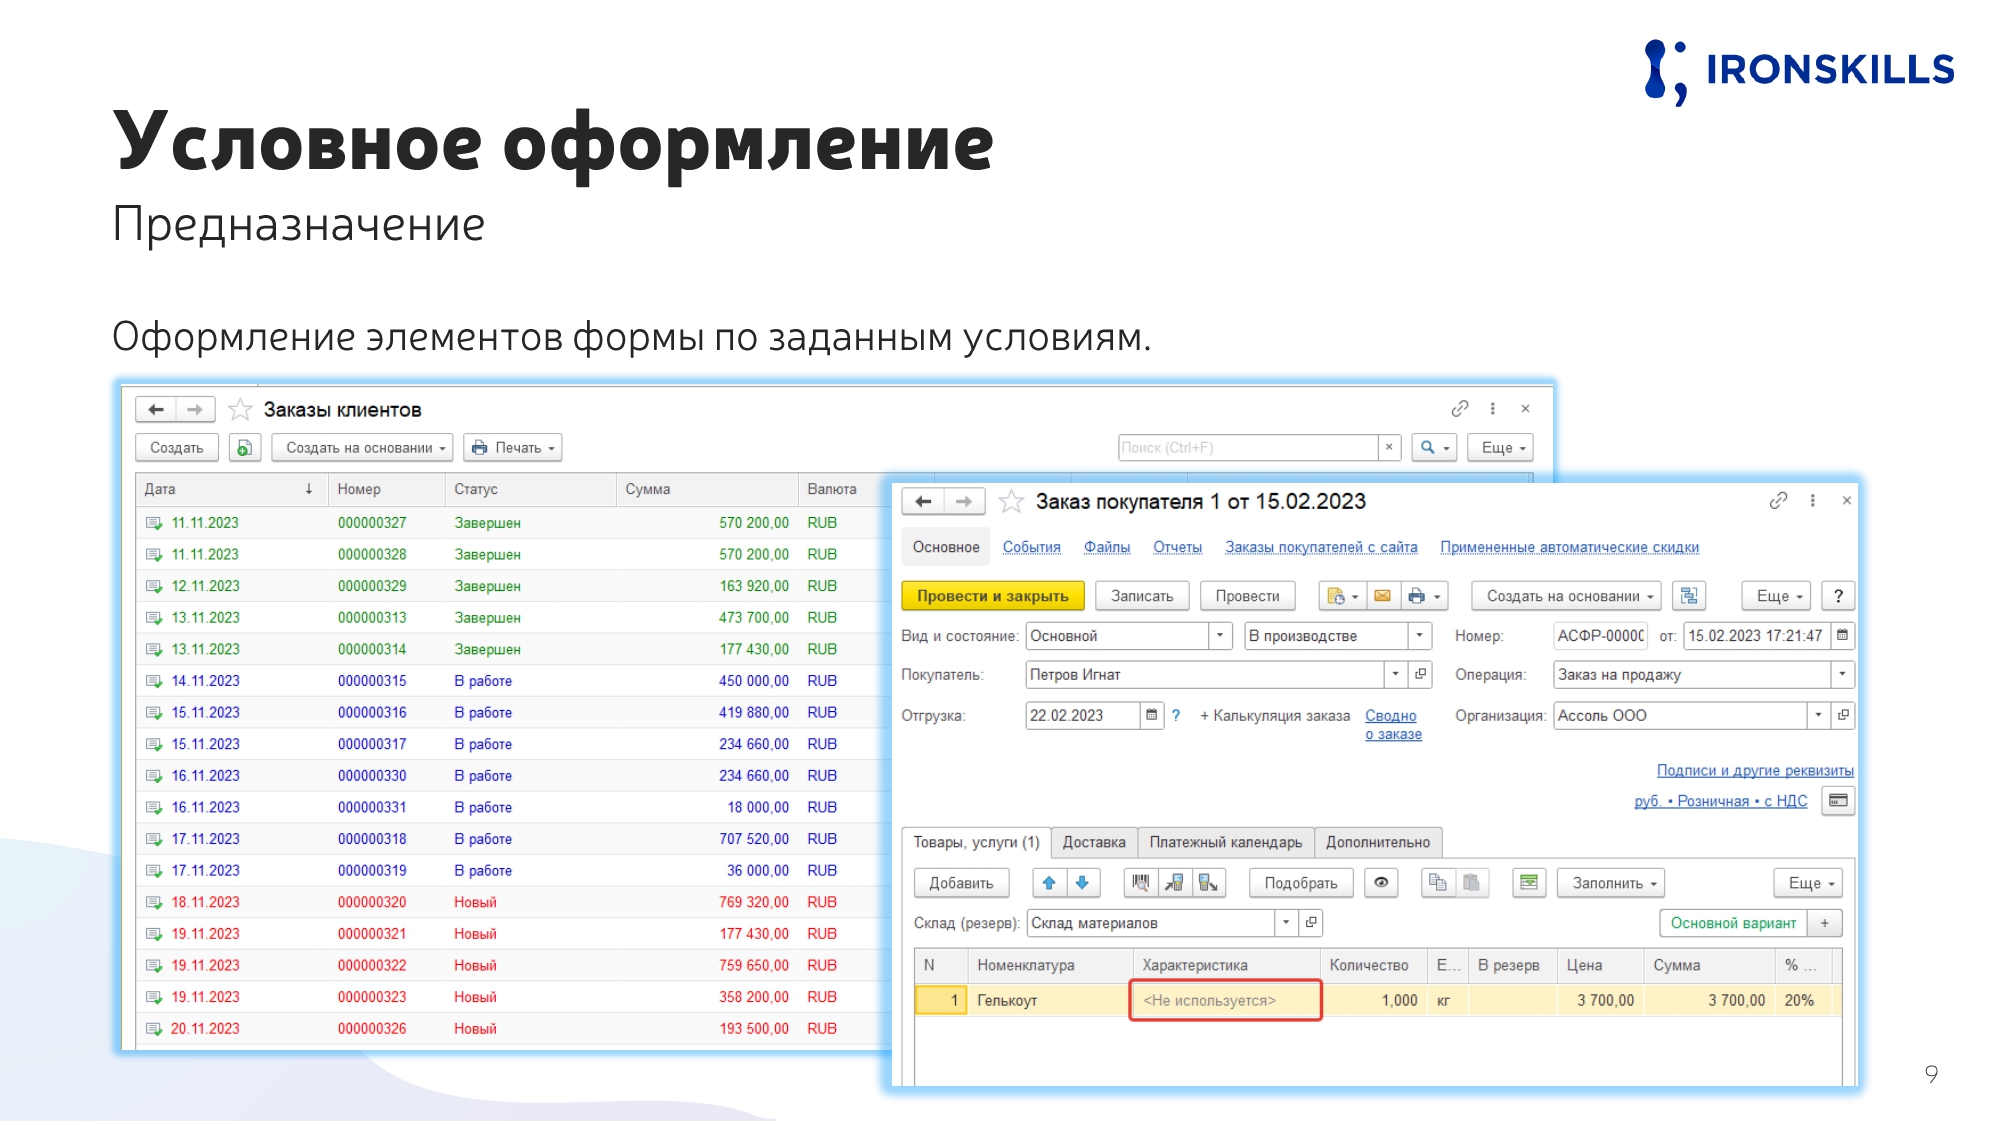 IRONSKILLS
Условное оформление
Предназначение
Оформление элементов формы по заданным условиям.
Заказы клиентов
Создать Создать на основании Печать Поиск (Ctrl+F) × Еще
Дата ↓ Номер Статус Сумма Валюта
11.11.2023 000000327 Завершен 570 200,00 RUB
11.11.2023 000000328 Завершен 570 200,00 RUB
12.11.2023 000000329 Завершен 163 920,00 RUB
13.11.2023 000000313 Завершен 473 700,00 RUB
13.11.2023 000000314 Завершен 177 430,00 RUB
14.11.2023 000000315 В работе 450 000,00 RUB
15.11.2023 000000316 В работе 419 880,00 RUB
15.11.2023 000000317 В работе 234 660,00 RUB
16.11.2023 000000330 В работе 234 660,00 RUB
16.11.2023 000000331 В работе 18 000,00 RUB
17.11.2023 000000318 В работе 707 520,00 RUB
17.11.2023 000000319 В работе 36 000,00 RUB
18.11.2023 000000320 Новый 769 320,00 RUB
19.11.2023 000000321 Новый 177 430,00 RUB
19.11.2023 000000322 Новый 759 650,00 RUB
19.11.2023 000000323 Новый 358 200,00 RUB
20.11.2023 000000326 Новый 193 500,00 RUB
Заказ покупателя 1 от 15.02.2023
Основное События Файлы Отчеты Заказы покупателей с сайта Примененные автоматические скидки
Провести и закрыть Записать Провести Создать на основании Еще ?
Вид и состояние: Основной В производстве Номер: АСФР-00000 от: 15.02.2023 17:21:47
Покупатель: Петров Игнат Операция: Заказ на продажу
Отгрузка: 22.02.2023 ? + Калькуляция заказа Сводно о заказе Организация: Ассоль ООО
Подписи и другие реквизиты
руб. • Розничная • с НДС
Товары, услуги (1) Доставка Платежный календарь Дополнительно
Добавить Подобрать Заполнить Еще
Склад (резерв): Склад материалов Основной вариант +
N Номенклатура Характеристика Количество Е... В резерв Цена Сумма % ...
1 Гелькоут <Не используется> 1,000 кг 3 700,00 3 700,00 20%
9